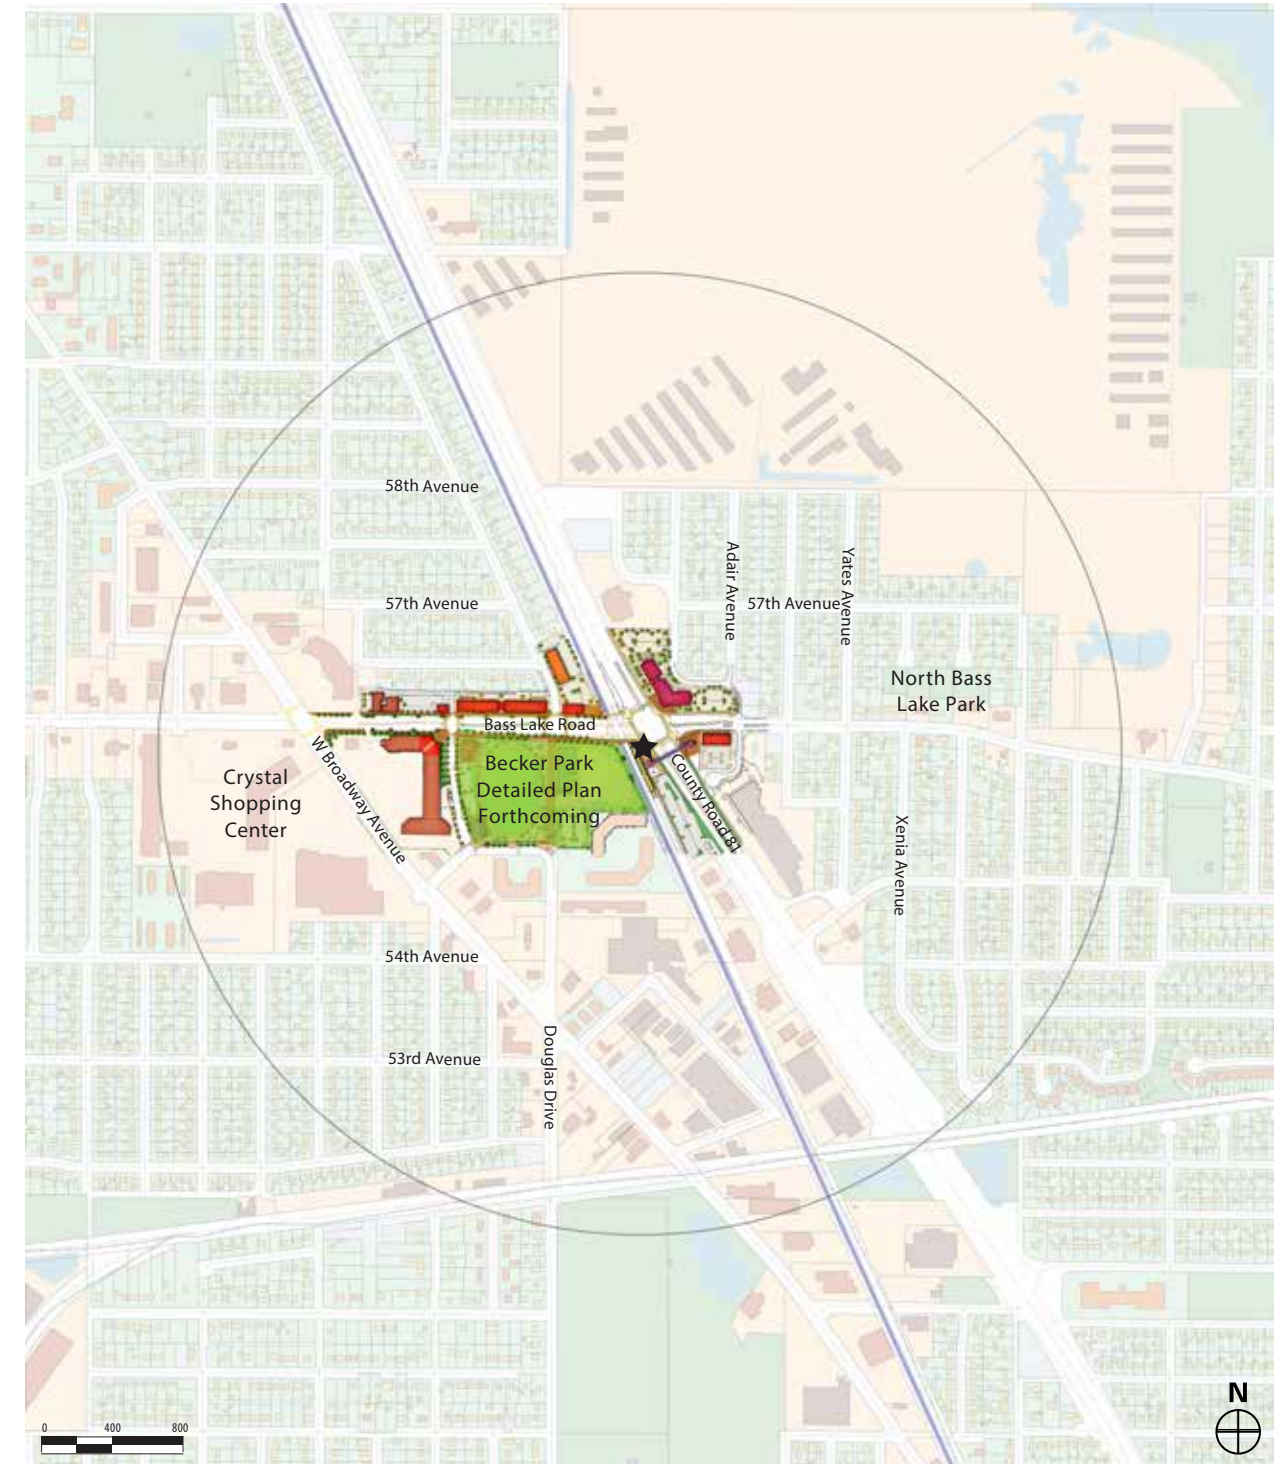 58th Avenue
Adair Avenue
Yates Avenue
57th Avenue
57th Avenue
North Bass
Lake Park
Bass Lake Road
W Broadway Avenue
Crystal
Shopping
Center
Becker Park
Detailed Plan
Forthcoming
County Road 81
Xenia Avenue
54th Avenue
53rd Avenue
Douglas Drive
N
0 400 800